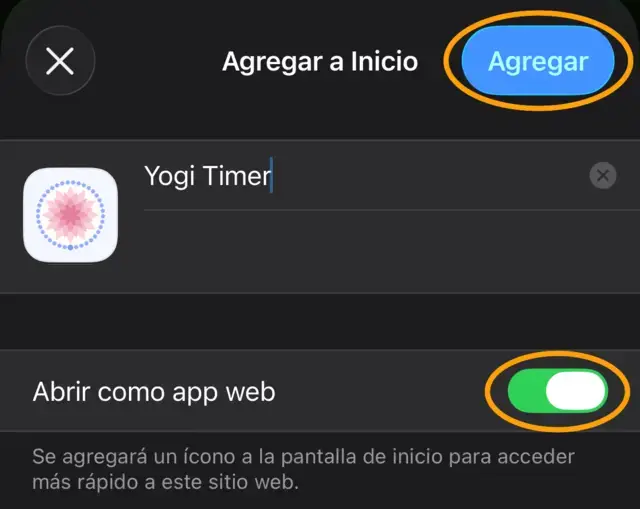 Agregar a Inicio
Agregar
Yogi Timer
Abrir como app web
Se agregará un ícono a la pantalla de inicio para acceder
más rápido a este sitio web.